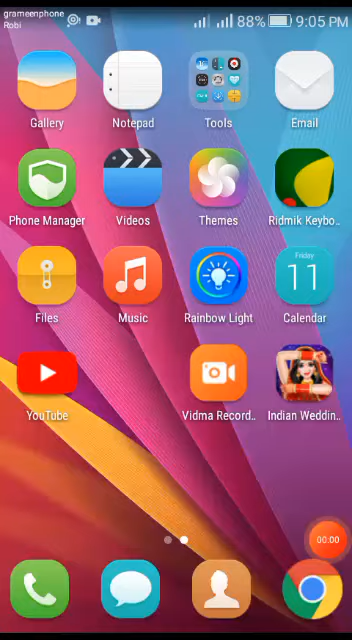 grameenphone
Robi
88% 9:05 PM
Gallery
Notepad
Tools
Email
Phone Manager
Videos
Themes
Ridmik Keybo..
Friday
11
Files
Music
Rainbow Light
Calendar
YouTube
Vidma Record..
Indian Weddin..
00:00